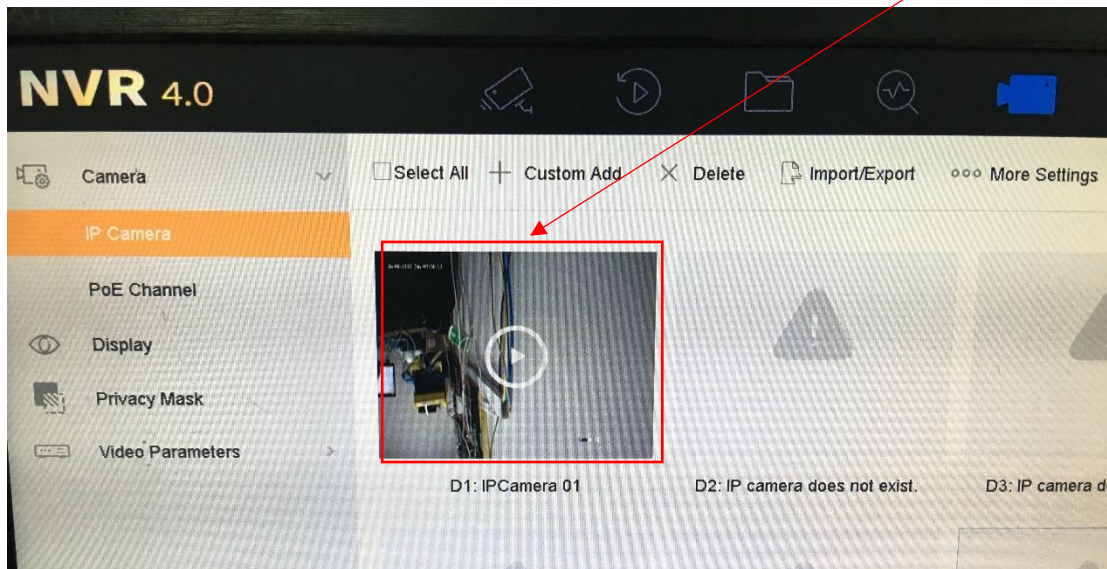 NVR 4.0
Camera
Select All
Custom Add
Delete
Import/Export
More Settings
IP Camera
PoE Channel
Display
Privacy Mask
Video Parameters
D1: IPCamera 01
D2: IP camera does not exist.
D3: IP camera d